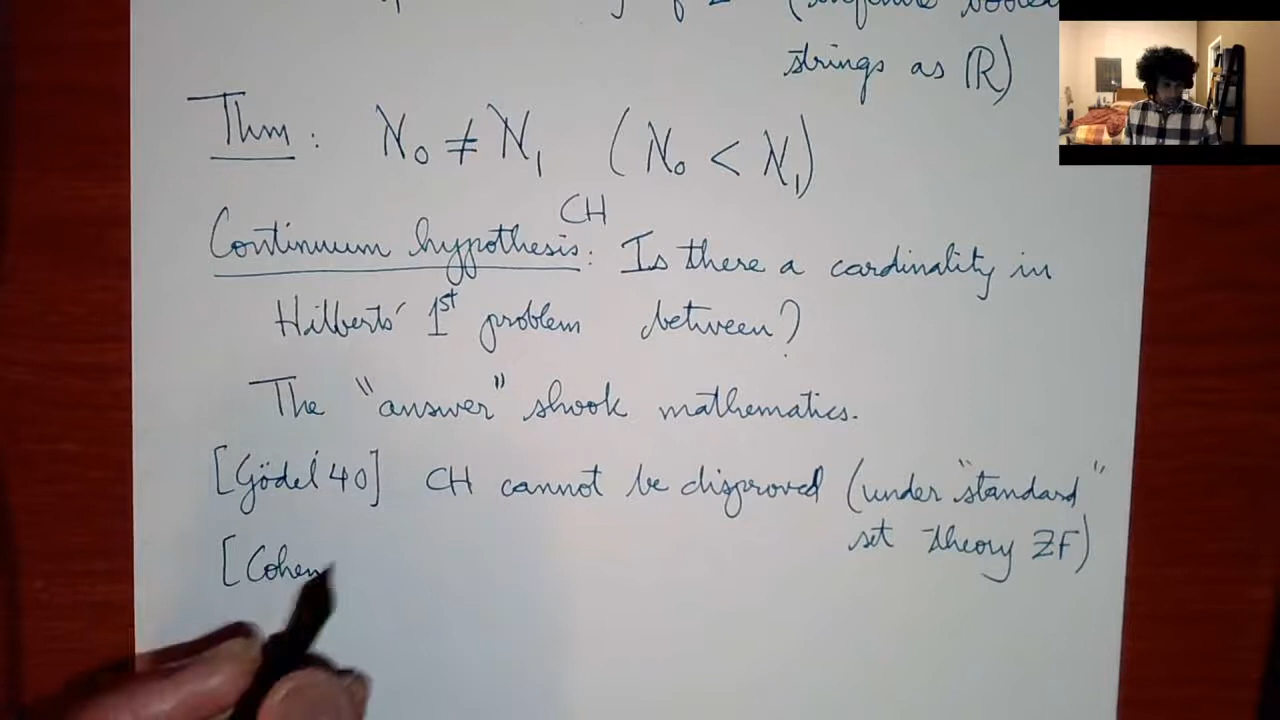 strings as ℝ)
Thm: ℵ₀ ≠ ℵ₁ (ℵ₀ < ℵ₁)
CH
Continuum hypothesis: Is there a cardinality in
Hilberts' 1st problem between?
The "answer" shook mathematics.
[Gödel'40] CH cannot be disproved (under "standard"
set theory ZF)
[Cohen